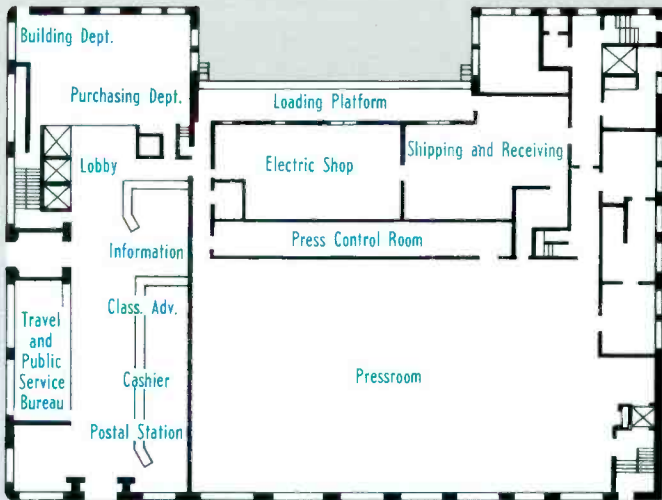 Building Dept.
Purchasing Dept.
Loading Platform
Lobby
Electric Shop
Shipping and Receiving
Information
Press Control Room
Class. Adv.
Travel
and
Public
Service
Bureau
Cashier
Pressroom
Postal Station